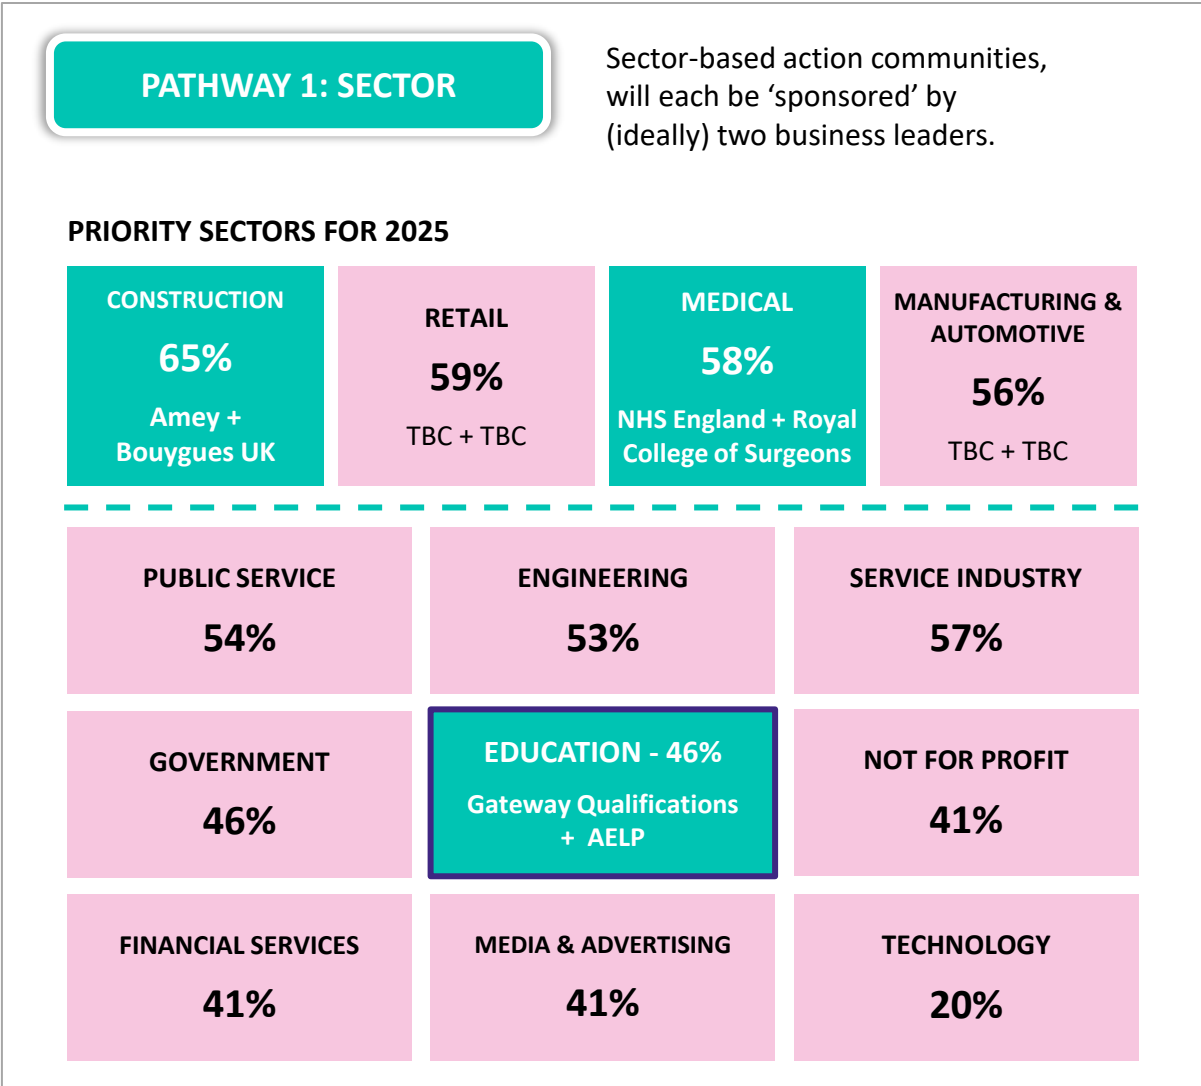 PATHWAY 1: SECTOR
Sector-based action communities,
will each be ‘sponsored’ by
(ideally) two business leaders.
PRIORITY SECTORS FOR 2025
CONSTRUCTION
65%
Amey +
Bouygues UK
RETAIL
59%
TBC + TBC
MEDICAL
58%
NHS England + Royal
College of Surgeons
MANUFACTURING &
AUTOMOTIVE
56%
TBC + TBC
PUBLIC SERVICE
54%
ENGINEERING
53%
SERVICE INDUSTRY
57%
GOVERNMENT
46%
EDUCATION - 46%
Gateway Qualifications
+ AELP
NOT FOR PROFIT
41%
FINANCIAL SERVICES
41%
MEDIA & ADVERTISING
41%
TECHNOLOGY
20%